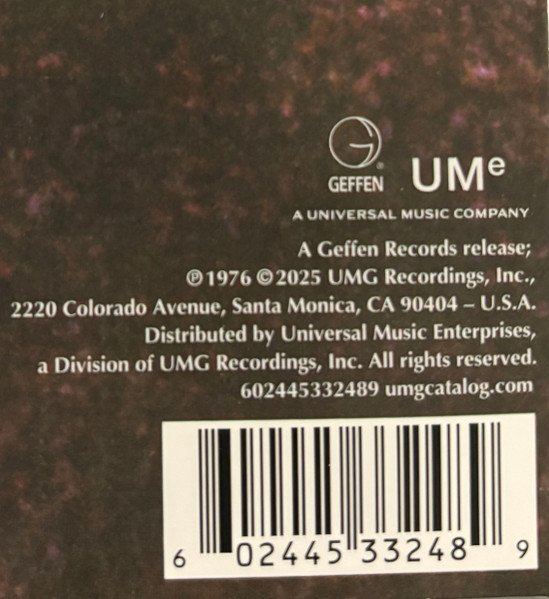 GEFFEN ® UMe
A UNIVERSAL MUSIC COMPANY
A Geffen Records release;
℗ 1976 © 2025 UMG Recordings, Inc.,
2220 Colorado Avenue, Santa Monica, CA 90404 – U.S.A.
Distributed by Universal Music Enterprises,
a Division of UMG Recordings, Inc. All rights reserved.
602445332489 umgcatalog.com
6 02445 33248 9